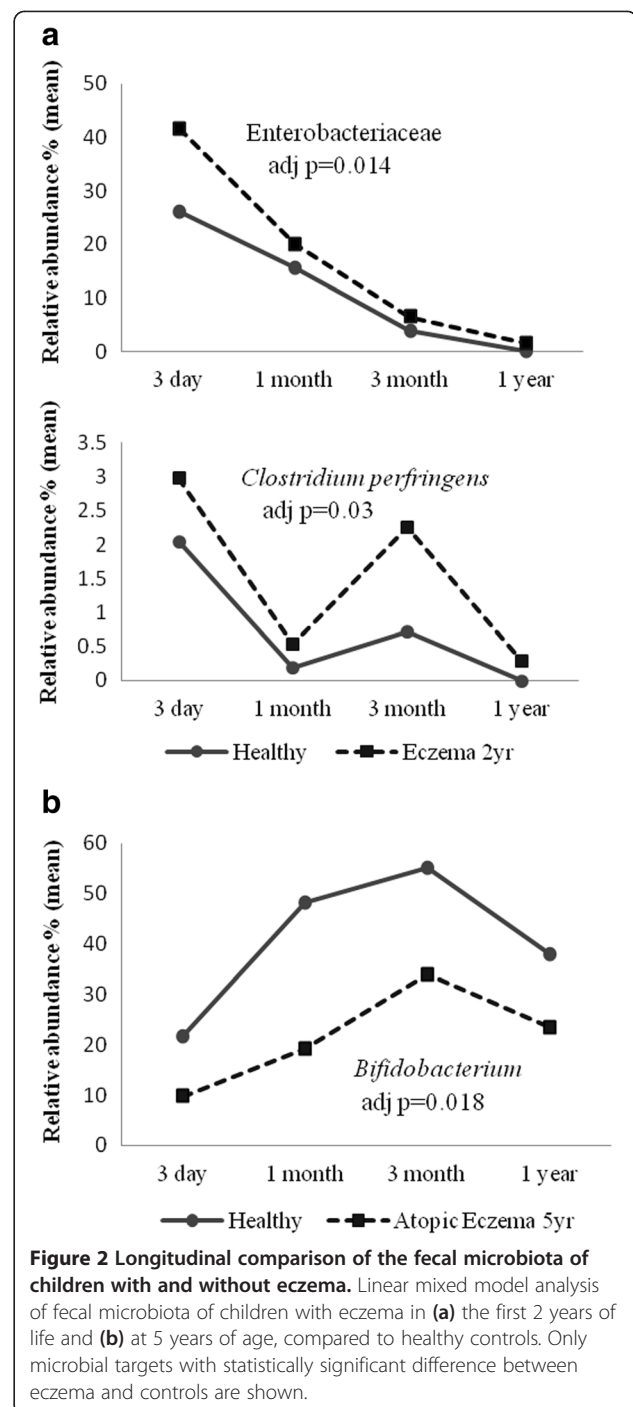 a
50
40
30
20
10
0
Relative abundance % (mean)
Enterobacteriaceae
adj p=0.014
3 day 1 month 3 month 1 year
3.5
3
2.5
2
1.5
1
0.5
0
Relative abundance % (mean)
Clostridium perfringens
adj p=0.03
3 day 1 month 3 month 1 year
Healthy Eczema 2yr
b
60
50
40
30
20
10
0
Relative abundance % (mean)
Bifidobacterium
adj p=0.018
3 day 1 month 3 month 1 year
Healthy Atopic Eczema 5yr
Figure 2 Longitudinal comparison of the fecal microbiota of
children with and without eczema. Linear mixed model analysis
of fecal microbiota of children with eczema in (a) the first 2 years of
life and (b) at 5 years of age, compared to healthy controls. Only
microbial targets with statistically significant difference between
eczema and controls are shown.